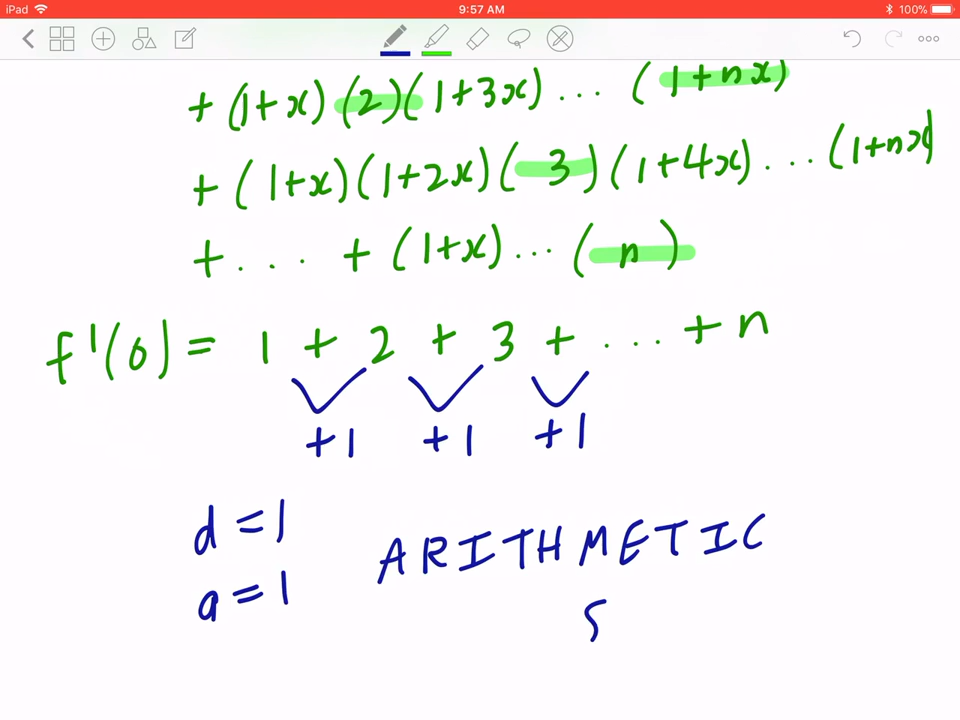 iPad 9:57 AM 100%
+ (1+x) (2) (1+3x) ... (1+nx)
+ (1+x)(1+2x)(3)(1+4x) ... (1+nx)
+ ... + (1+x) ... (n)
f'(0) = 1 + 2 + 3 + ... + n
+1 +1 +1
d = 1
a = 1
ARITHMETIC
S